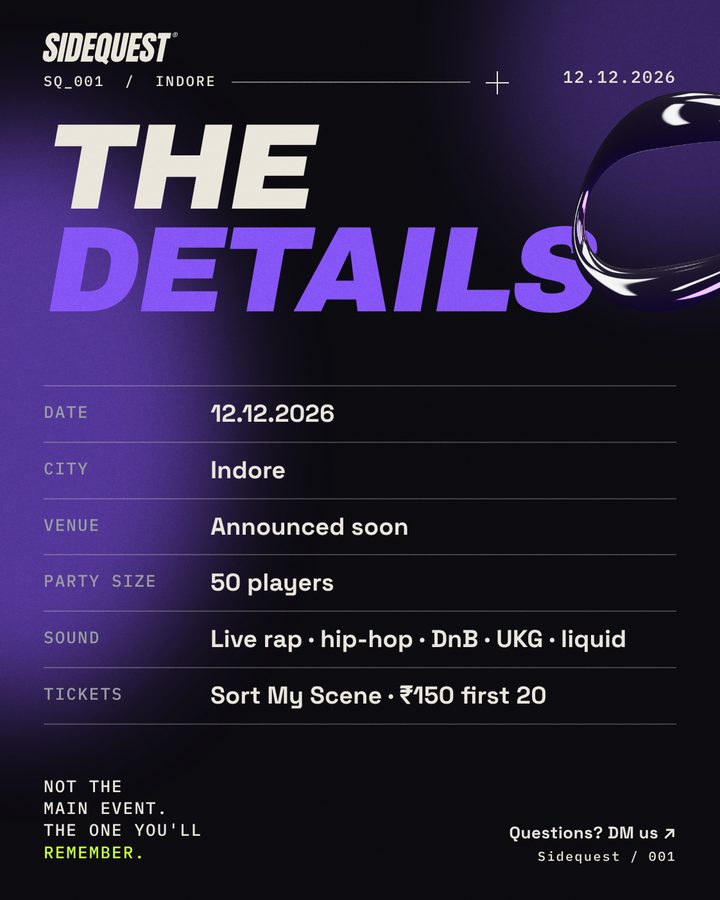 SIDEQUEST®
SQ_001 / INDORE
12.12.2026
THE
DETAILS
DATE 12.12.2026
CITY Indore
VENUE Announced soon
PARTY SIZE 50 players
SOUND Live rap · hip-hop · DnB · UKG · liquid
TICKETS Sort My Scene · ₹150 first 20
NOT THE
MAIN EVENT.
THE ONE YOU'LL
REMEMBER.
Questions? DM us ↗
Sidequest / 001